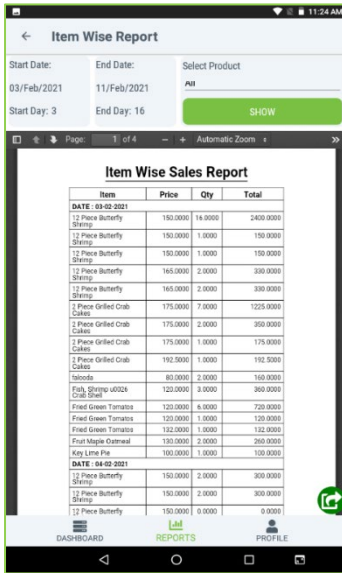 11:24 AM
Item Wise Report
Start Date: End Date: Select Product
03/Feb/2021 11/Feb/2021 All
Start Day: 3 End Day: 16 SHOW
Page: 1 of 4 − + Automatic Zoom
Item Wise Sales Report
Item Price Qty Total
DATE : 03-02-2021
12 Piece Butterfly
Shrimp 150.0000 16.0000 2400.0000
12 Piece Butterfly
Shrimp 150.0000 1.0000 150.0000
12 Piece Butterfly
Shrimp 150.0000 1.0000 150.0000
12 Piece Butterfly
Shrimp 165.0000 2.0000 330.0000
12 Piece Butterfly
Shrimp 165.0000 2.0000 330.0000
2 Piece Grilled Crab
Cakes 175.0000 7.0000 1225.0000
2 Piece Grilled Crab
Cakes 175.0000 2.0000 350.0000
2 Piece Grilled Crab
Cakes 175.0000 1.0000 175.0000
2 Piece Grilled Crab
Cakes 192.5000 1.0000 192.5000
falooda 80.0000 2.0000 160.0000
Fish, Shrimp u0026
Crab Shell 120.0000 3.0000 360.0000
Fried Green Tomatos 120.0000 6.0000 720.0000
Fried Green Tomatos 120.0000 1.0000 120.0000
Fried Green Tomatos 132.0000 1.0000 132.0000
Fruit Maple Oatmeal 130.0000 2.0000 260.0000
Key Lime Pie 100.0000 1.0000 100.0000
DATE : 04-02-2021
12 Piece Butterfly
Shrimp 150.0000 2.0000 300.0000
12 Piece Butterfly
Shrimp 150.0000 2.0000 300.0000
12 Piece Butterfly 150.0000 0.0000 0.0000
DASHBOARD REPORTS PROFILE